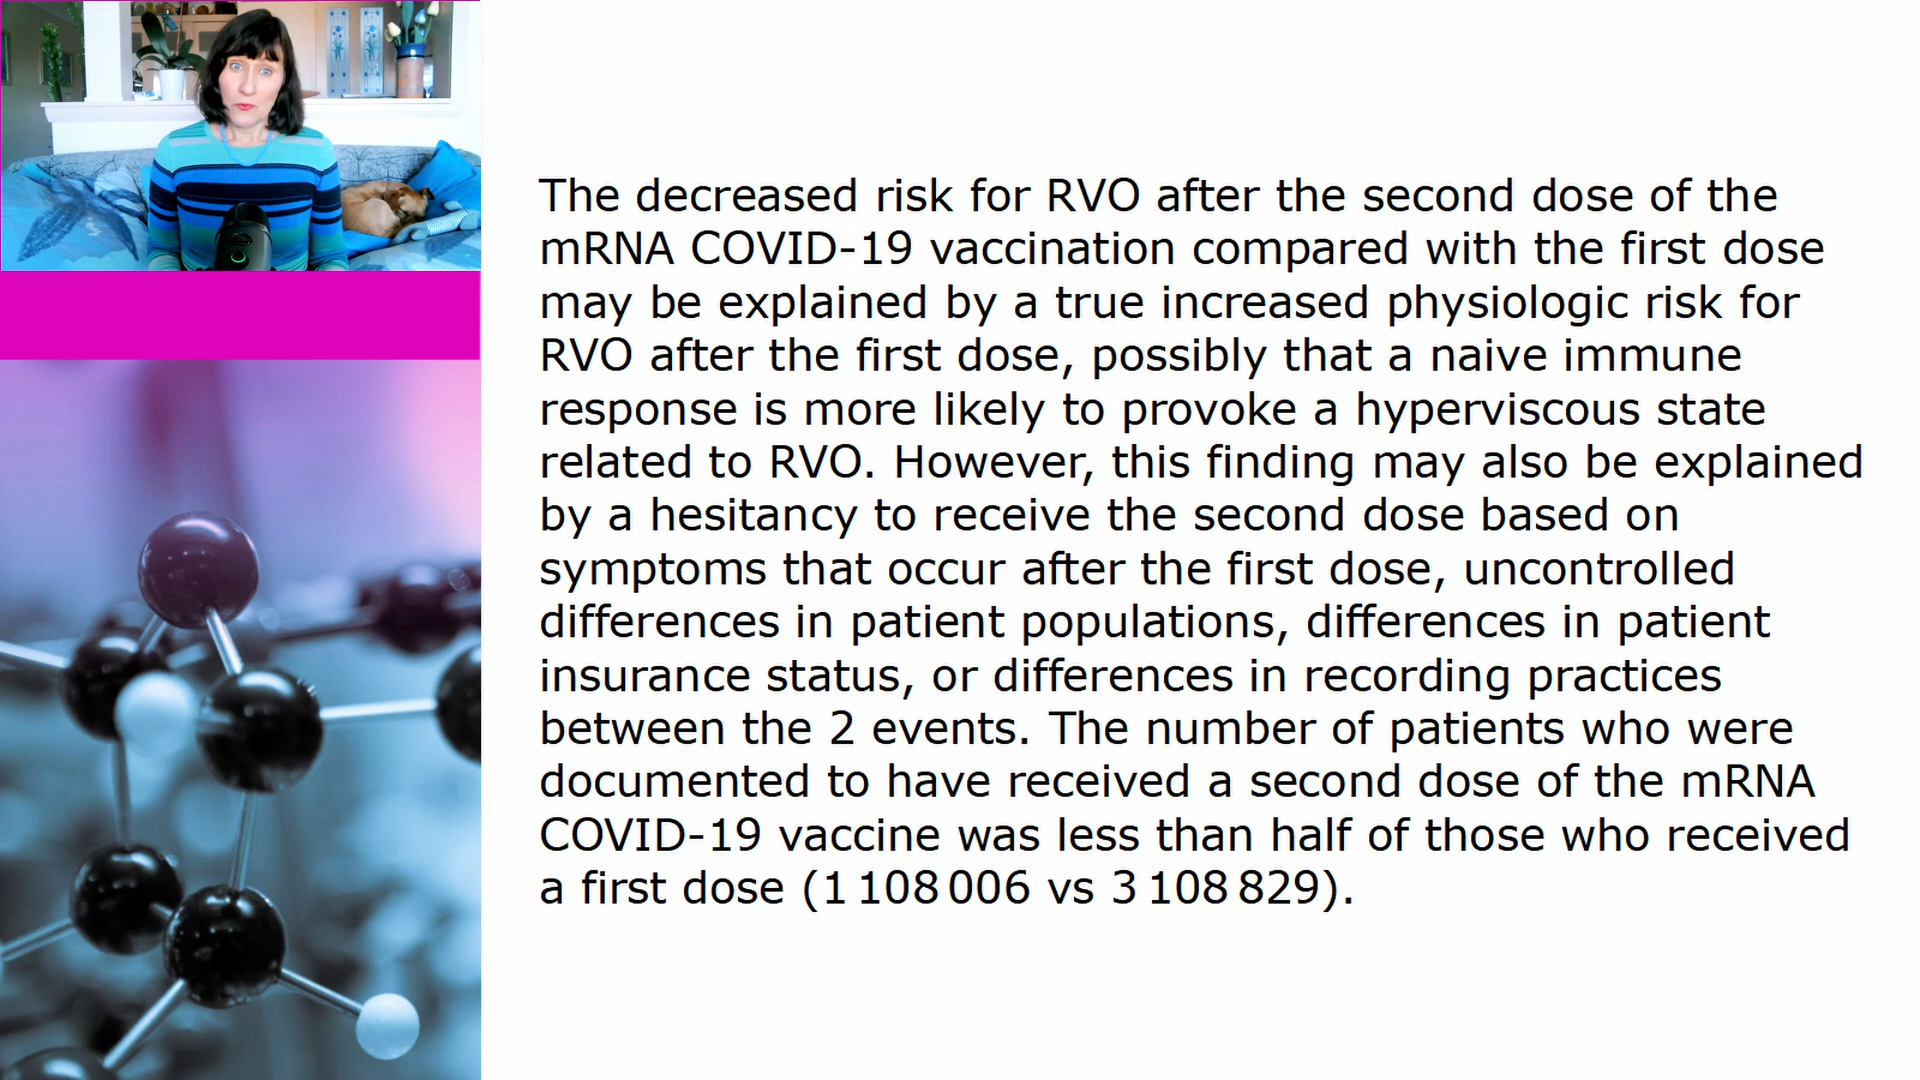 The decreased risk for RVO after the second dose of the
mRNA COVID-19 vaccination compared with the first dose
may be explained by a true increased physiologic risk for
RVO after the first dose, possibly that a naive immune
response is more likely to provoke a hyperviscous state
related to RVO. However, this finding may also be explained
by a hesitancy to receive the second dose based on
symptoms that occur after the first dose, uncontrolled
differences in patient populations, differences in patient
insurance status, or differences in recording practices
between the 2 events. The number of patients who were
documented to have received a second dose of the mRNA
COVID-19 vaccine was less than half of those who received
a first dose (1 108 006 vs 3 108 829).